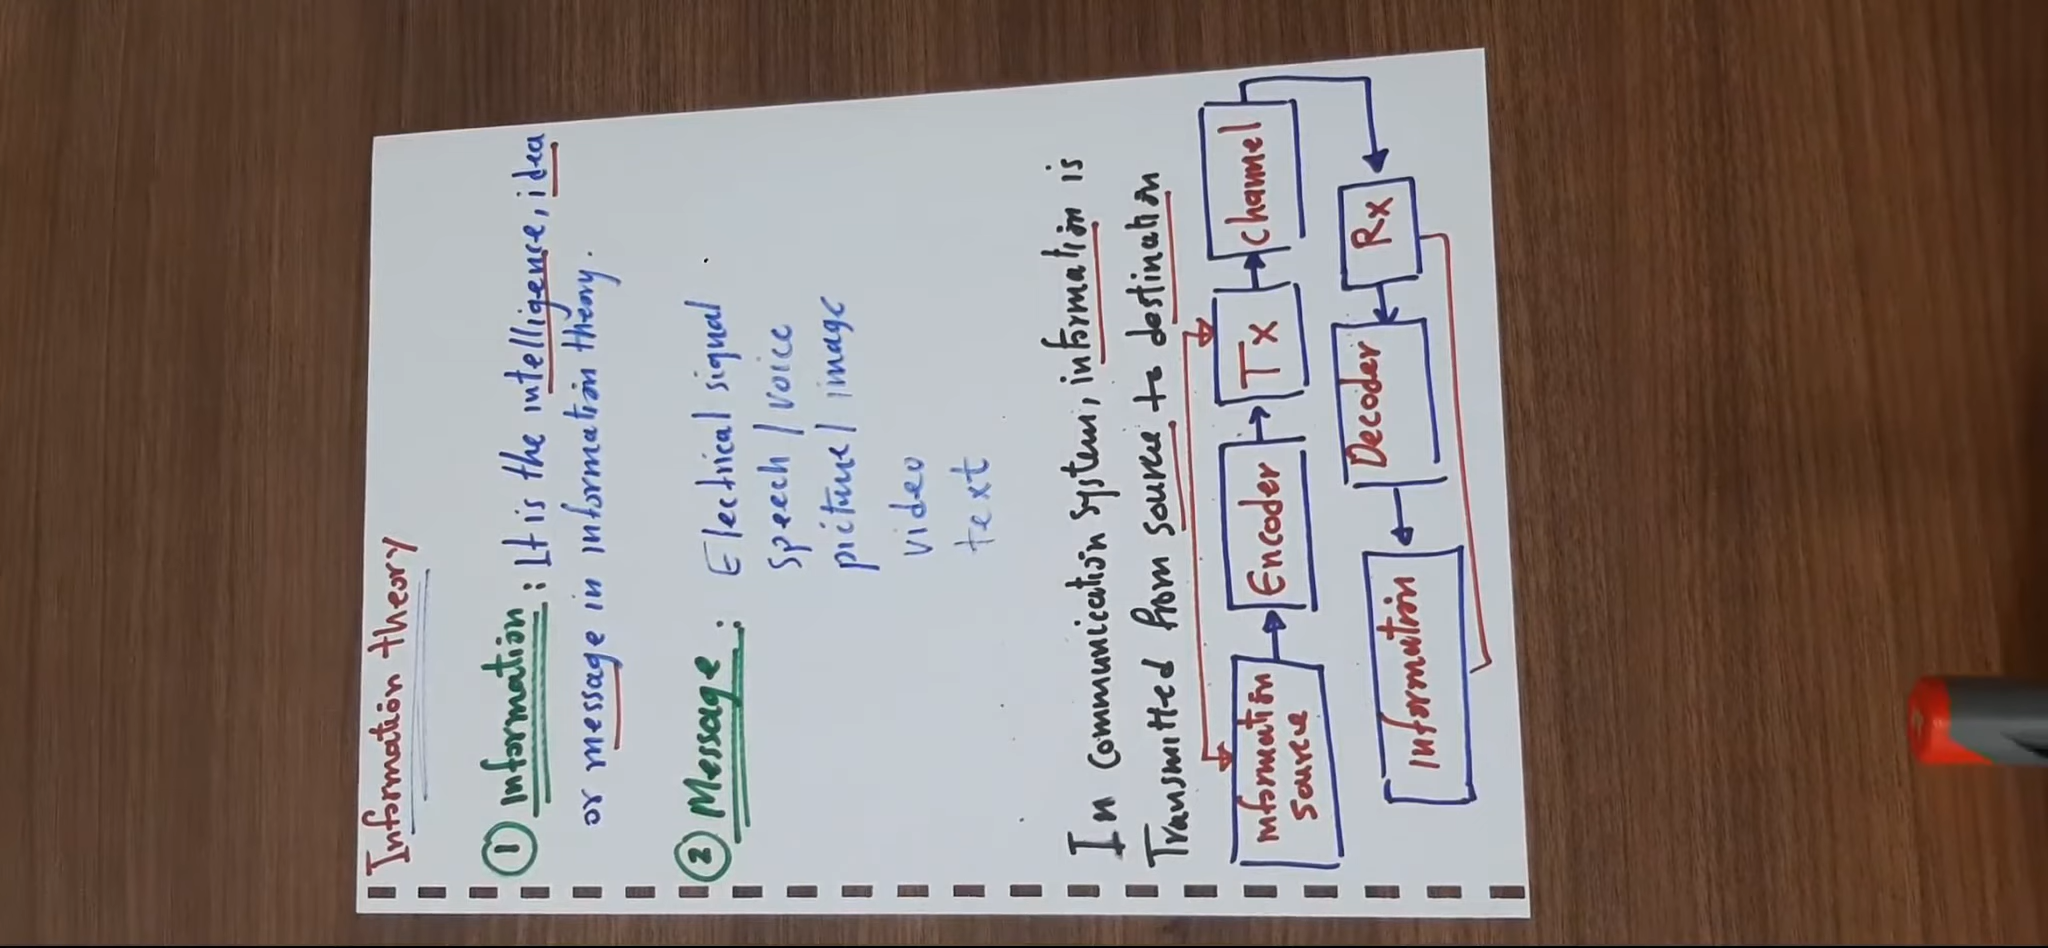 Information theory
① Information : It is the intelligence, idea
or message in information theory.
② Message : Electrical signal
speech / voice
picture / image
video
text
In Communication system, information is
Transmitted from source to destination
Information source
Encoder
Tx
channel
Rx
Decoder
Information